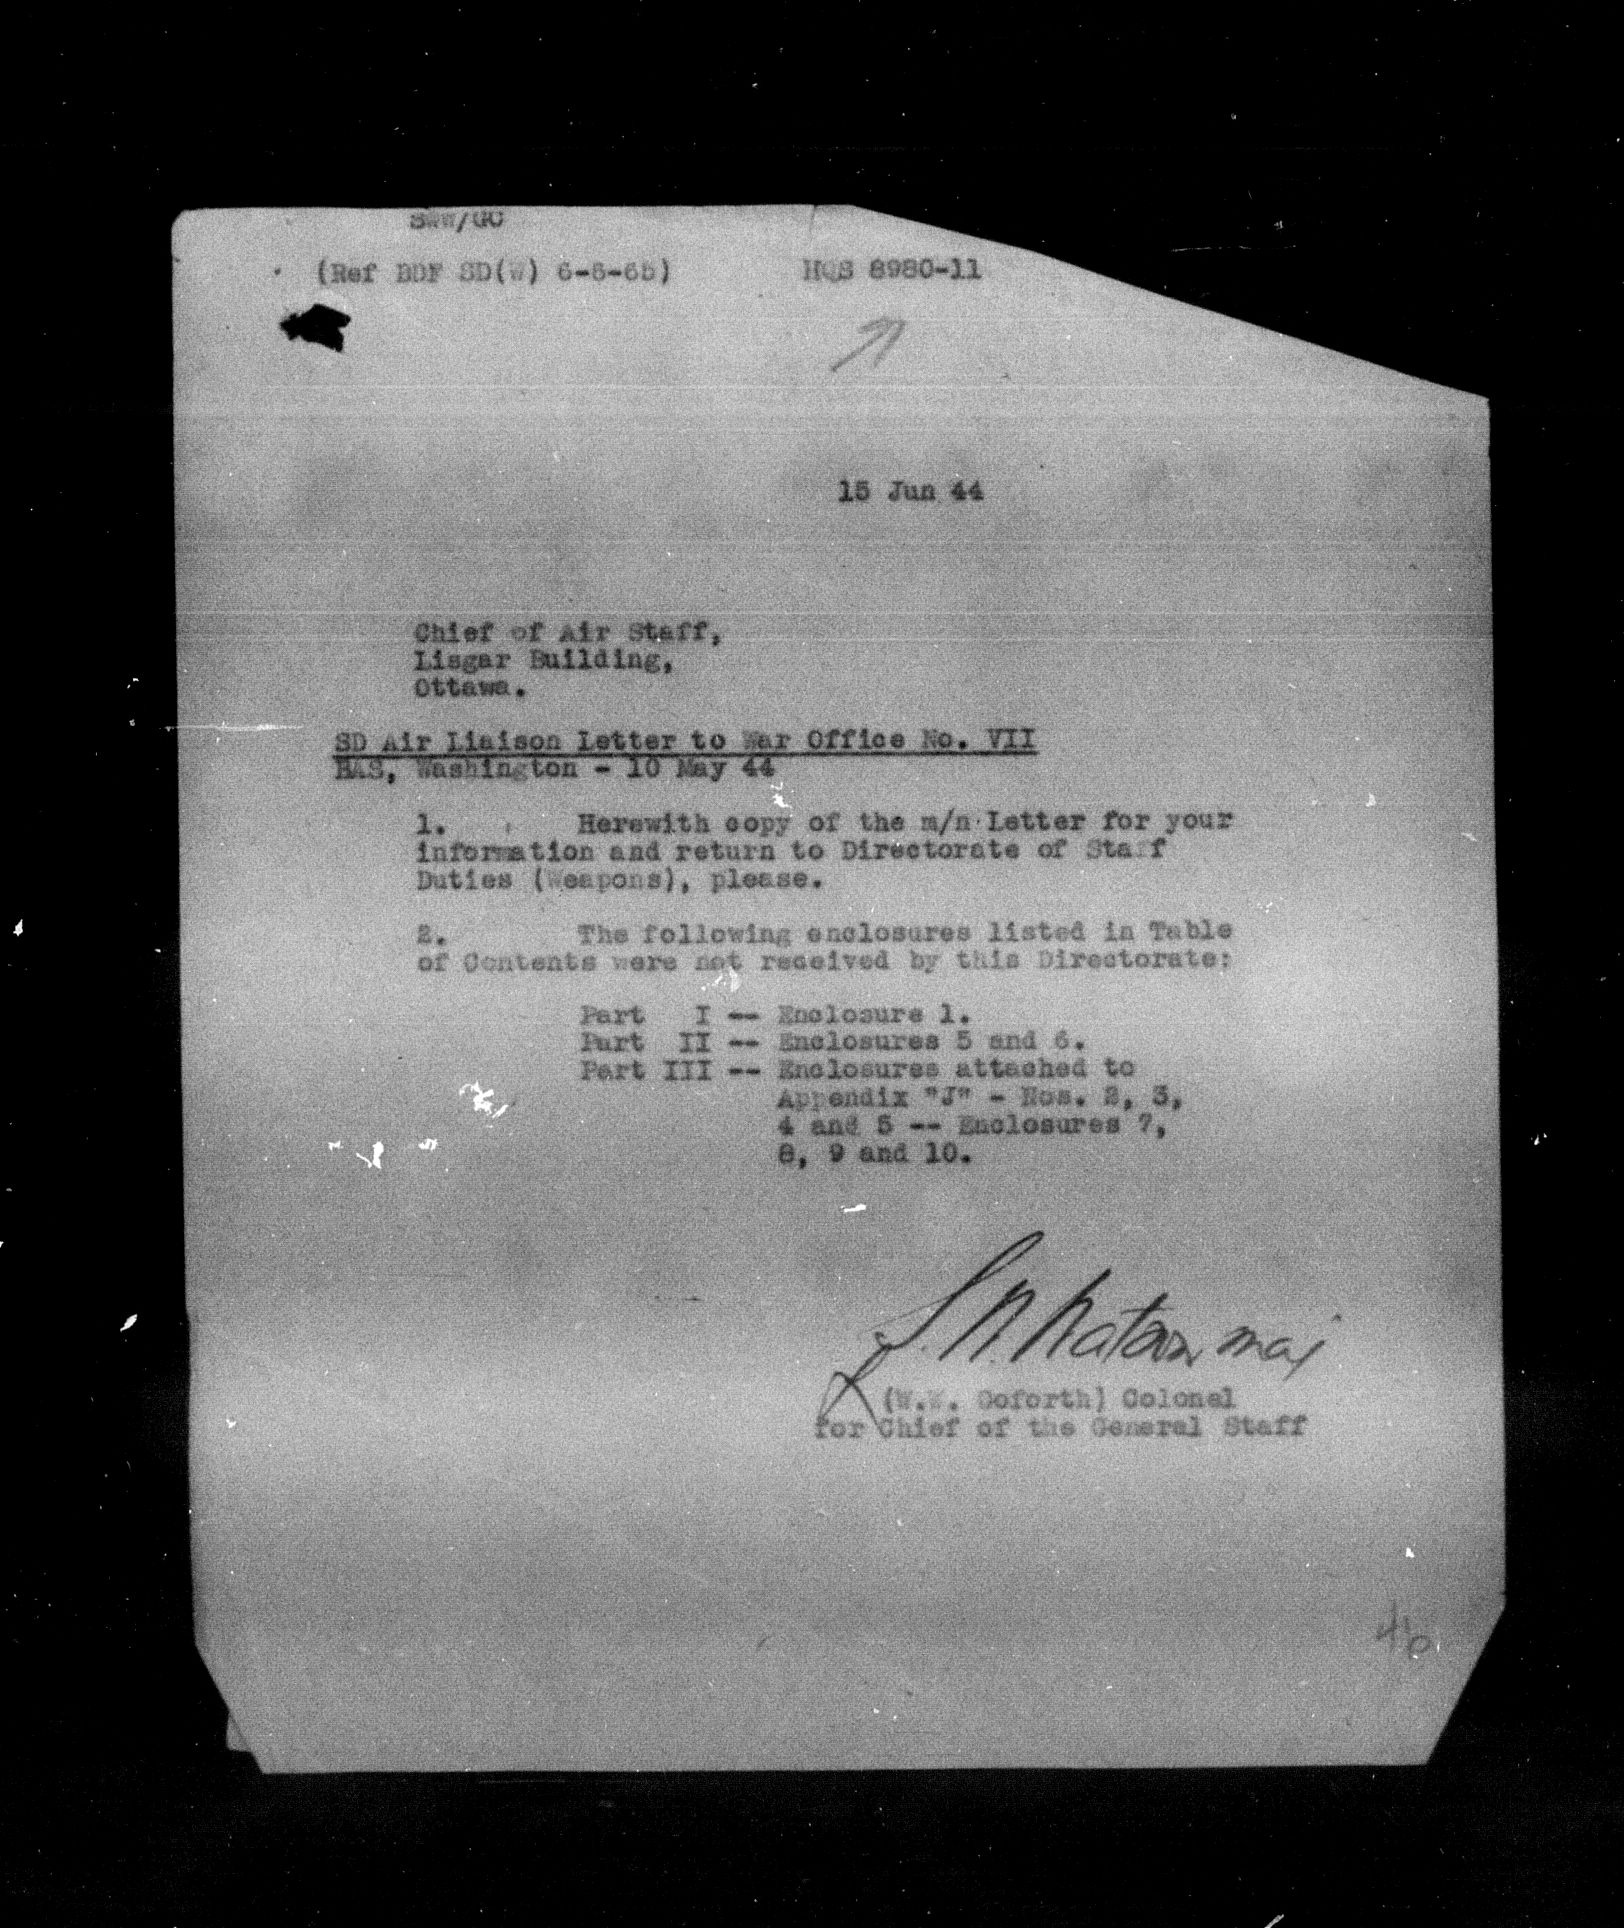 (Ref DDF SD(W) 6-6-65) HQS 8980-11
15 Jun 44
Chief of Air Staff,
Lisgar Building,
Ottawa.
SD Air Liaison Letter to War Office No. VII
BAS, Washington - 10 May 44
1. Herewith copy of the m/n Letter for your
information and return to Directorate of Staff
Duties (Weapons), please.
2. The following enclosures listed in Table
of Contents were not received by this Directorate:
Part I -- Enclosure 1.
Part II -- Enclosures 5 and 6.
Part III -- Enclosures attached to
Appendix "J" - Nos. 2, 3,
4 and 5 -- Enclosures 7,
8, 9 and 10.
maj
(W.W. Goforth) Colonel
for Chief of the General Staff
46